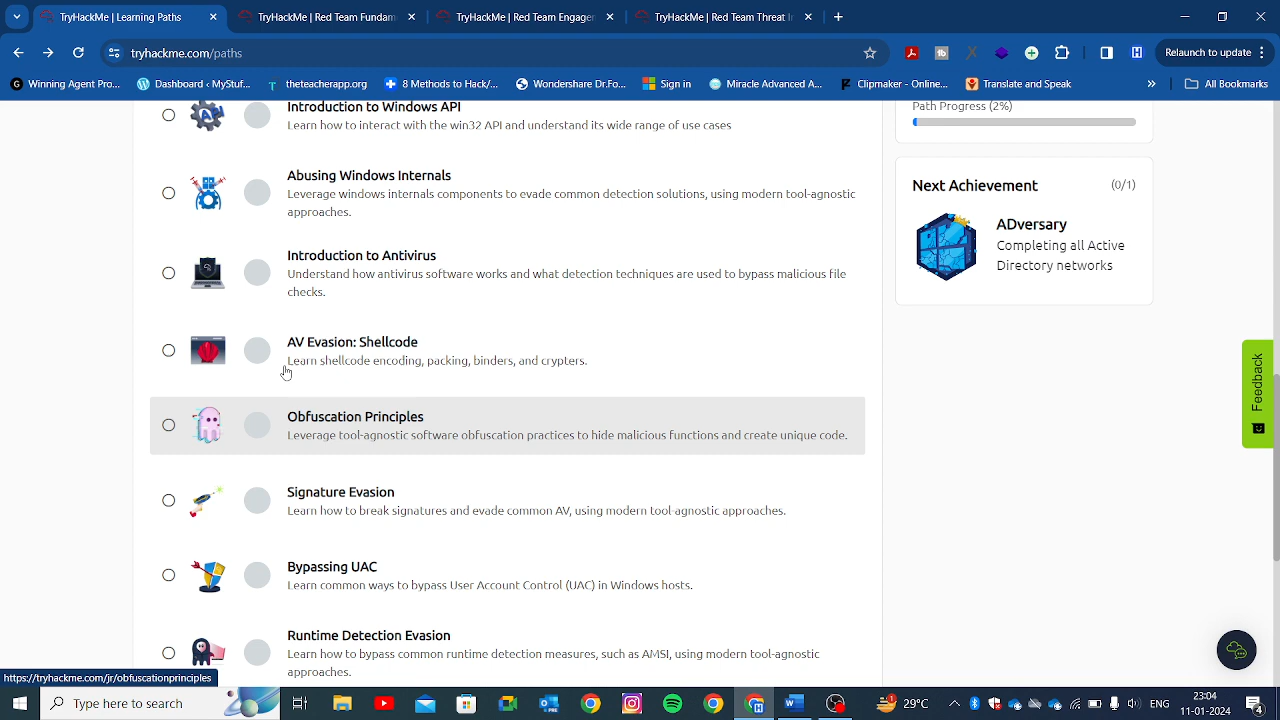 TryHackMe | Learning Paths
TryHackMe | Red Team Fundam
TryHackMe | Red Team Engager
TryHackMe | Red Team Threat In
tryhackme.com/paths
Relaunch to update
Winning Agent Pro...
Dashboard ‹ MyStuf...
theteacherapp.org
8 Methods to Hack/...
Wondershare Dr.Fo...
Sign in
Miracle Advanced A...
Clipmaker - Online...
Translate and Speak
All Bookmarks
Introduction to Windows API
Learn how to interact with the win32 API and understand its wide range of use cases
Abusing Windows Internals
Leverage windows internals components to evade common detection solutions, using modern tool-agnostic
approaches.
Introduction to Antivirus
Understand how antivirus software works and what detection techniques are used to bypass malicious file
checks.
AV Evasion: Shellcode
Learn shellcode encoding, packing, binders, and crypters.
Obfuscation Principles
Leverage tool-agnostic software obfuscation practices to hide malicious functions and create unique code.
Signature Evasion
Learn how to break signatures and evade common AV, using modern tool-agnostic approaches.
Bypassing UAC
Learn common ways to bypass User Account Control (UAC) in Windows hosts.
Runtime Detection Evasion
Learn how to bypass common runtime detection measures, such as AMSI, using modern tool-agnostic
approaches.
Path Progress (2%)
Next Achievement (0/1)
ADversary
Completing all Active
Directory networks
Feedback
https://tryhackme.com/jr/obfuscationprinciples
Type here to search
29°C
ENG
23:04
11-01-2024